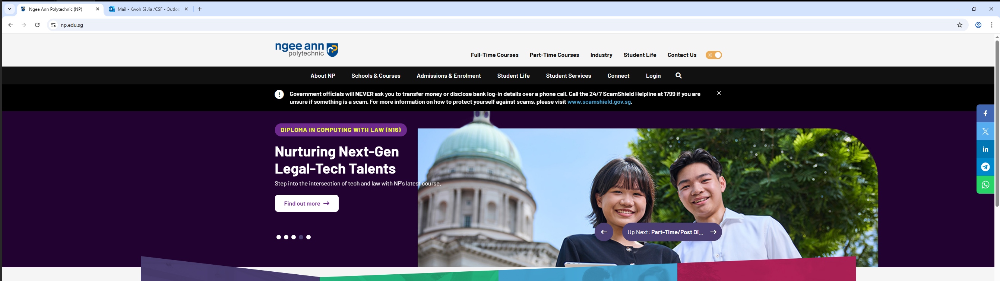 Ngee Ann Polytechnic (NP)
Mail - Kwoh Si Jia /CSF - Outloo
np.edu.sg
ngee ann
polytechnic
np
Full-Time Courses Part-Time Courses Industry Student Life Contact Us
About NP Schools & Courses Admissions & Enrolment Student Life Student Services Connect Login
Government officials will NEVER ask you to transfer money or disclose bank log-in details over a phone call. Call the 24/7 ScamShield Helpline at 1799 if you are
unsure if something is a scam. For more information on how to protect yourself against scams, please visit www.scamshield.gov.sg.
DIPLOMA IN COMPUTING WITH LAW (N16)
Nurturing Next-Gen
Legal-Tech Talents
Step into the intersection of tech and law with NP's latest course.
Find out more
Up Next: Part-Time/Post Di...